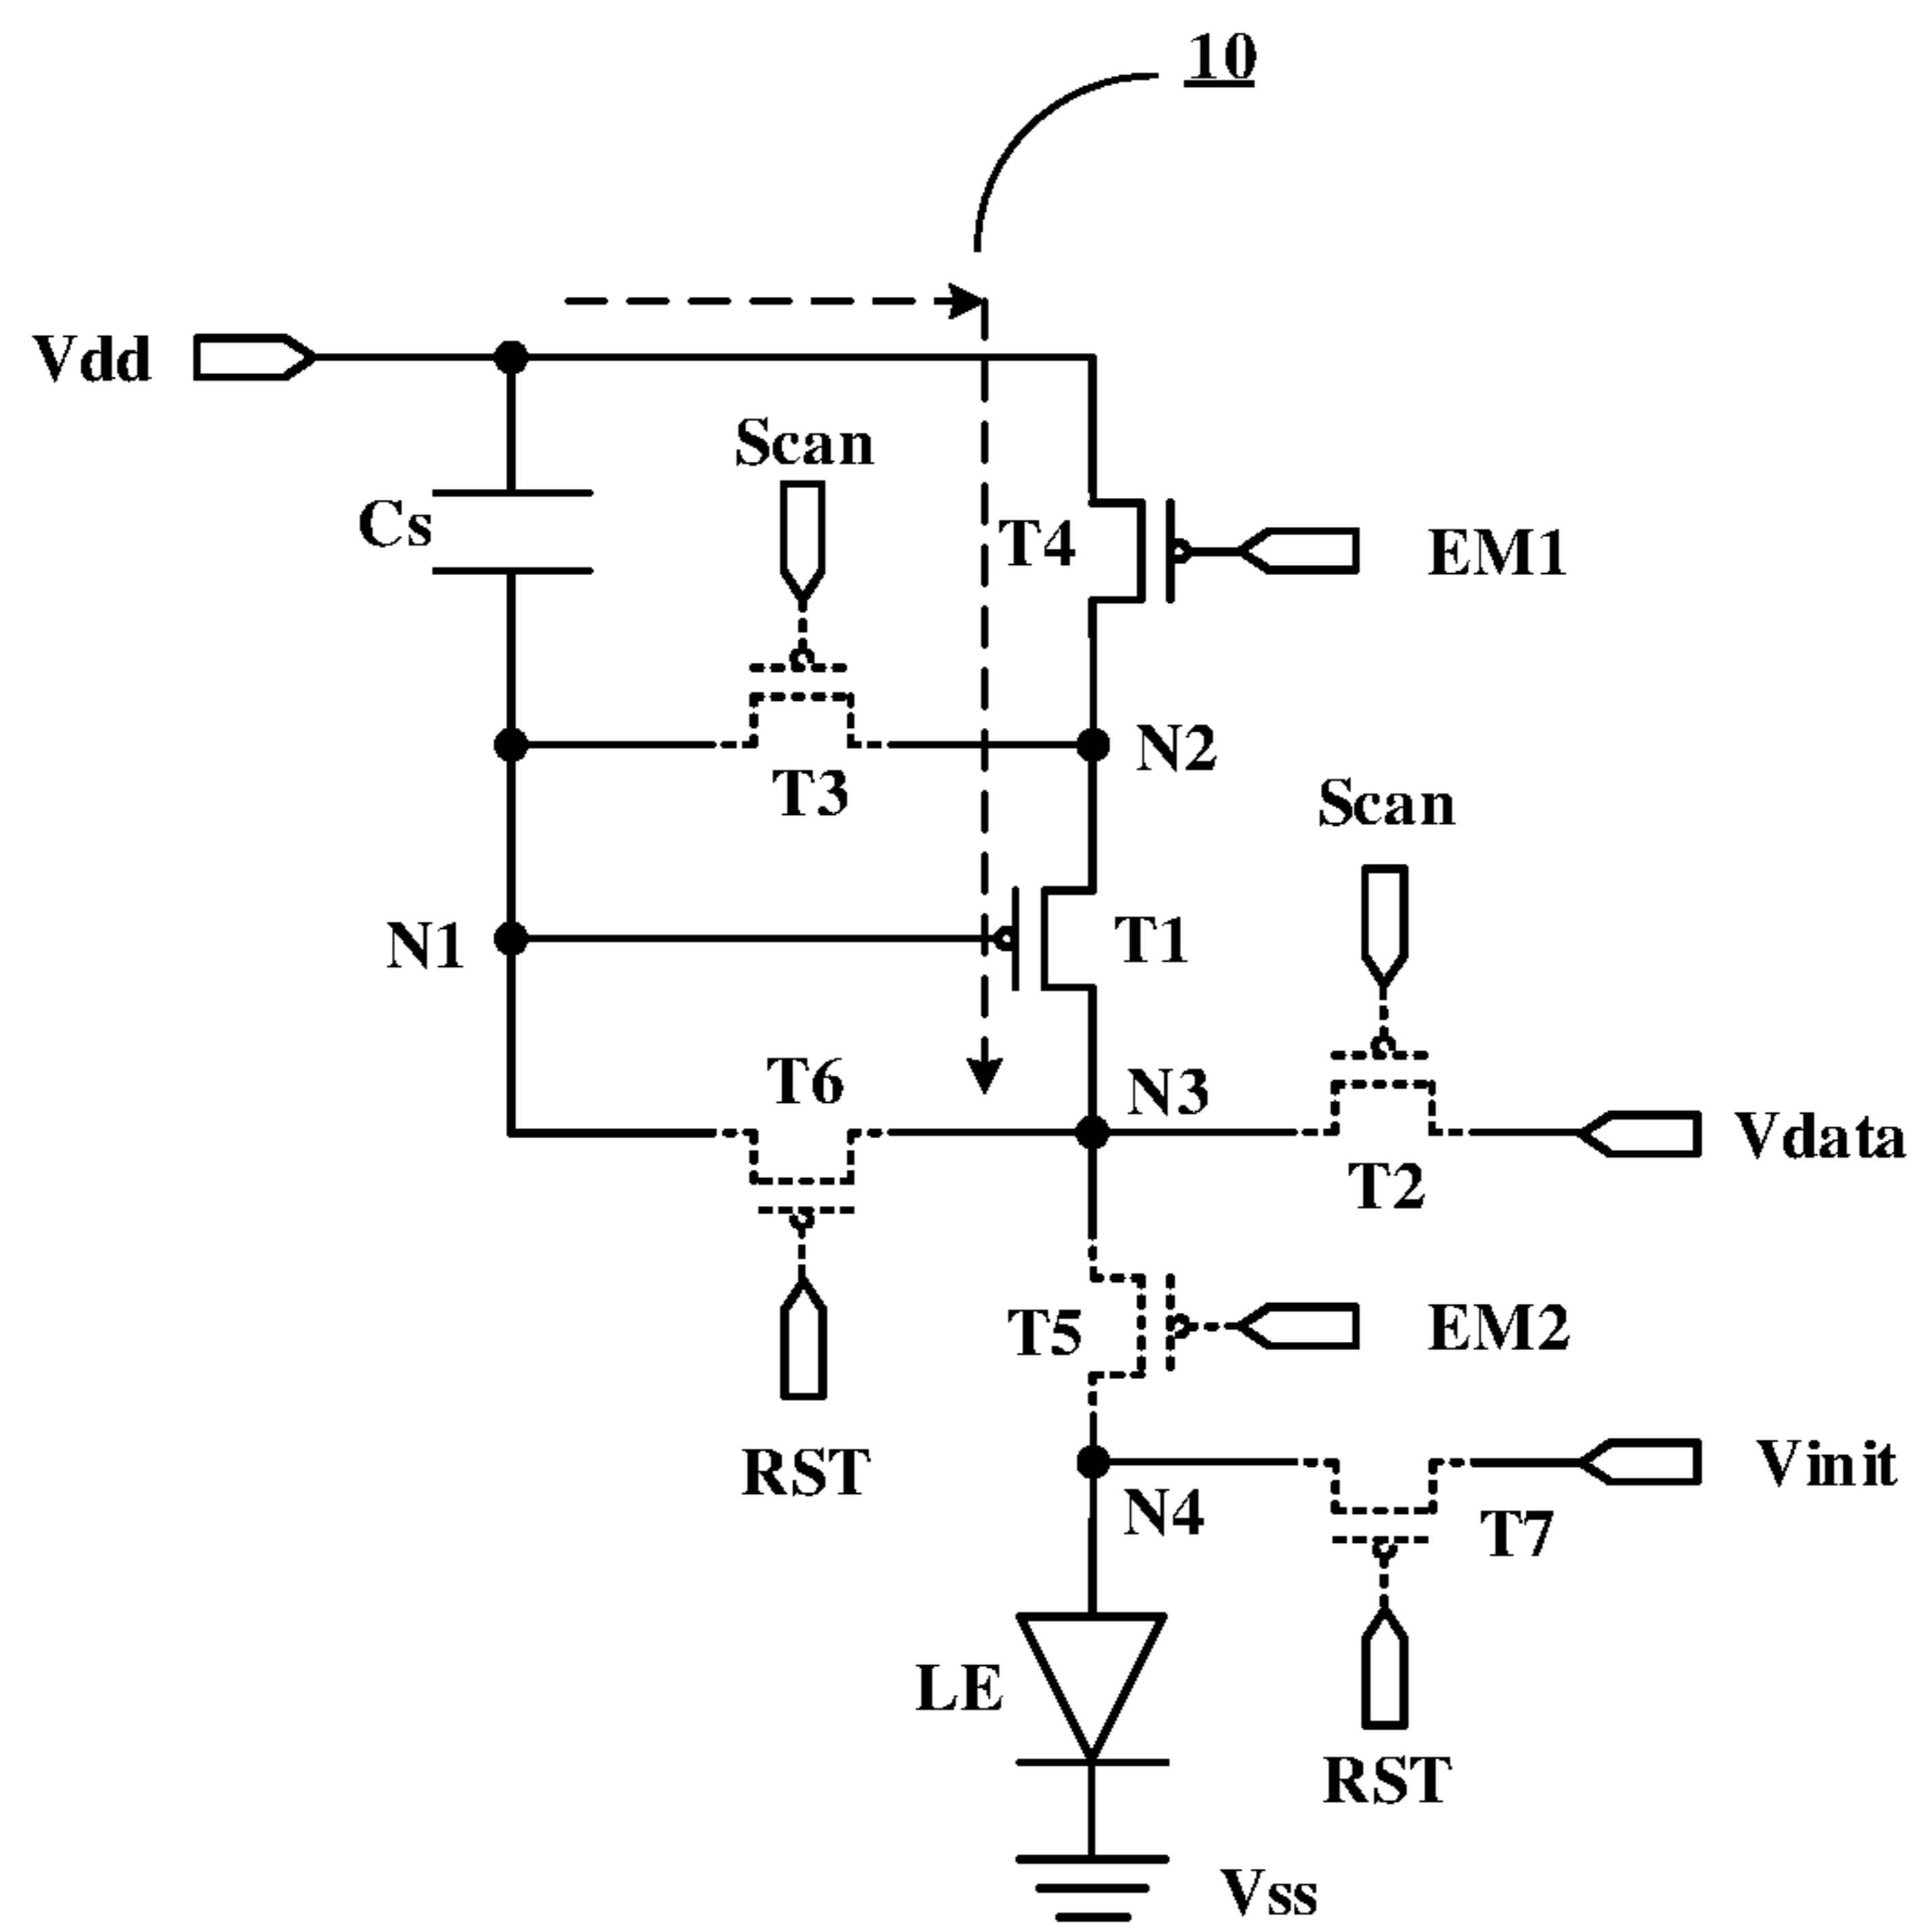 10
Vdd
Scan
Cs
T4
EM1
N2
T3
Scan
N1
T1
T6
N3
Vdata
T2
T5
EM2
RST
Vinit
N4
T7
LE
RST
Vss